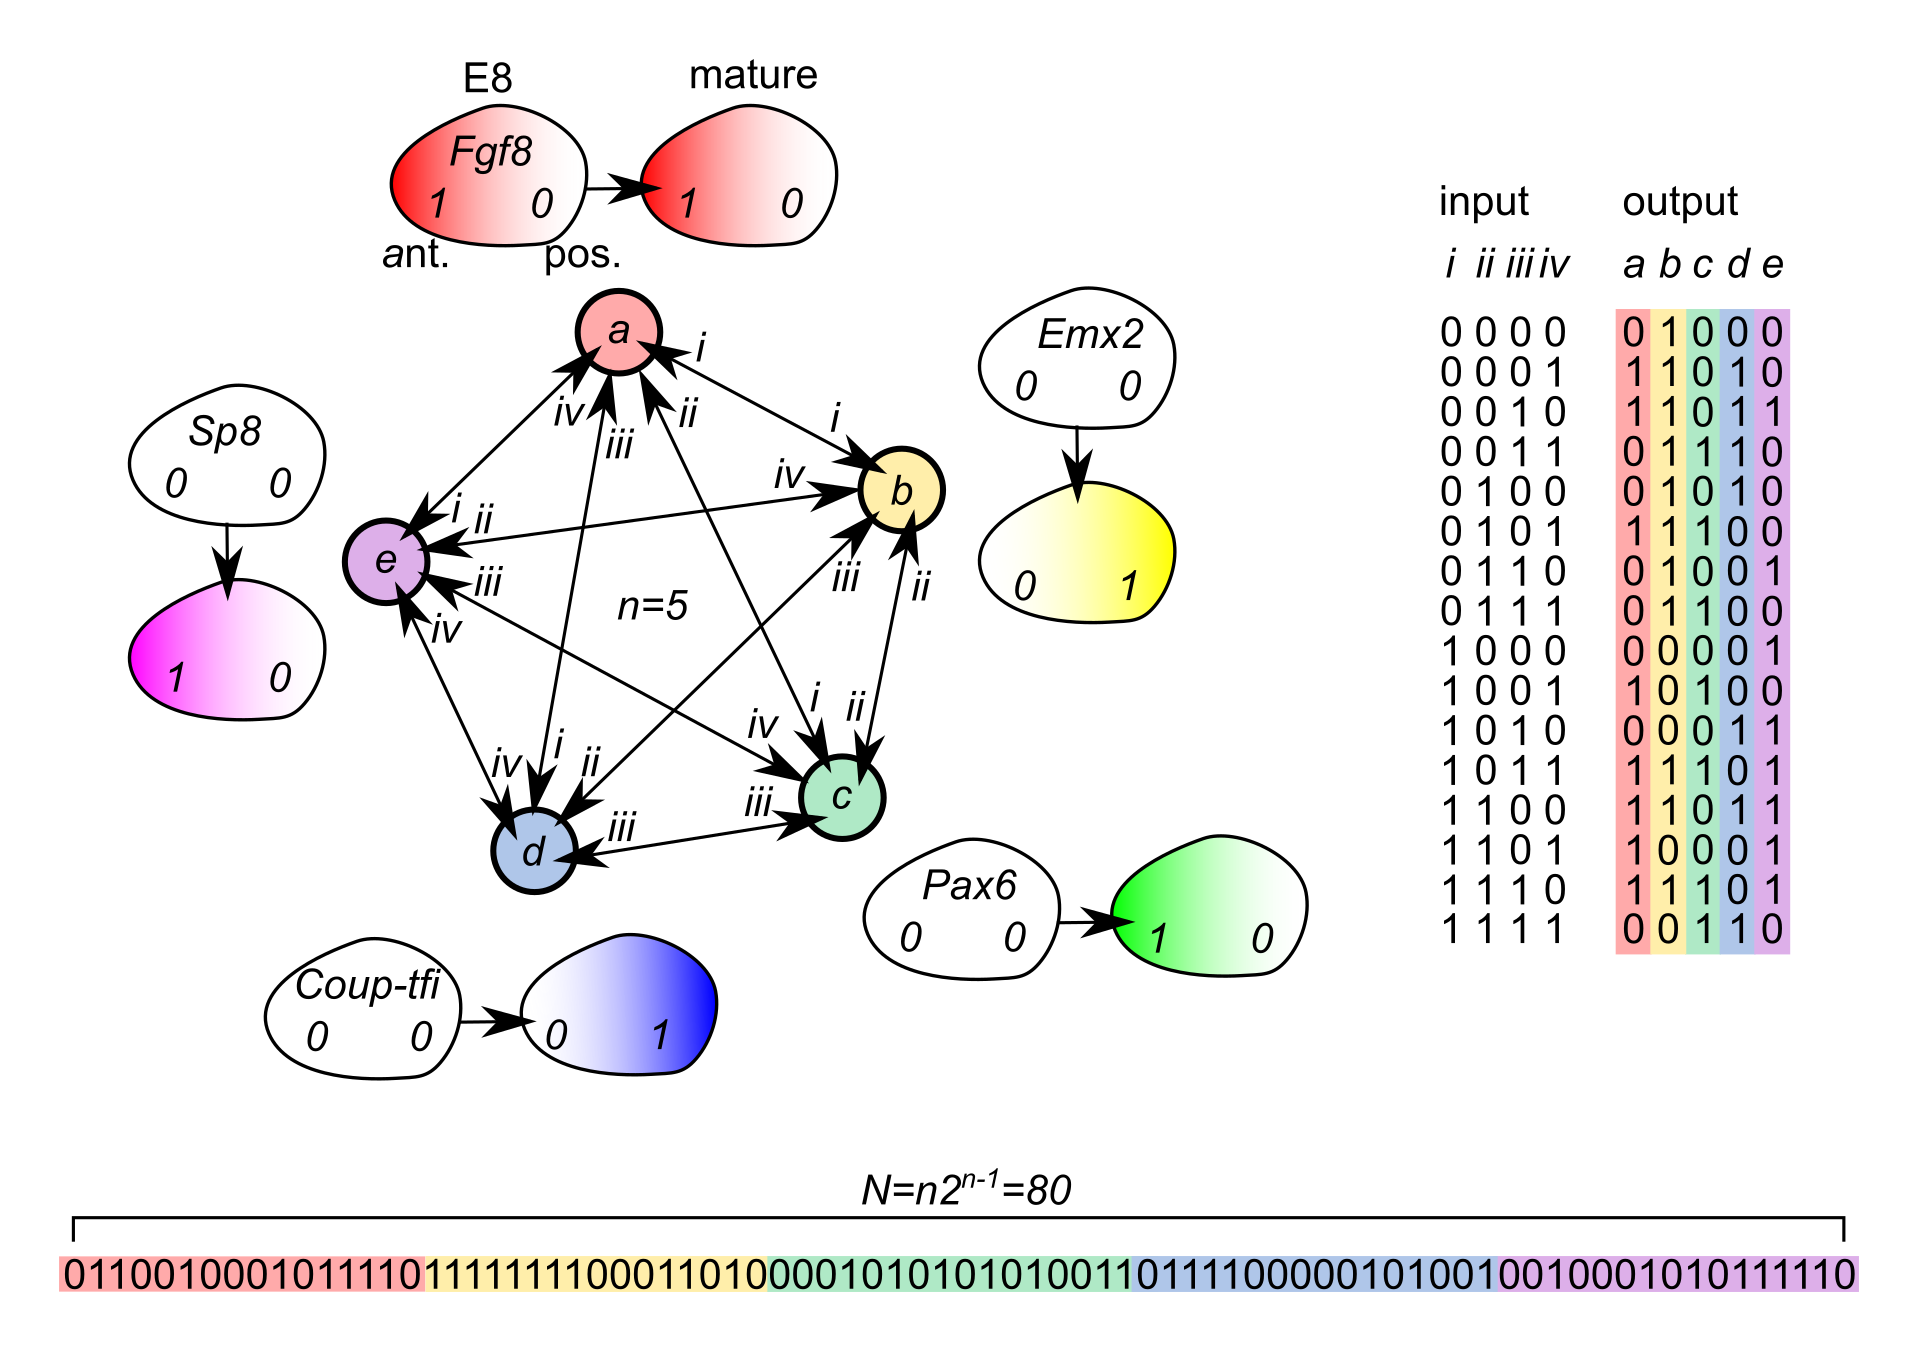 E8 mature
Fgf8
1 0 1 0
ant. pos.
input output
i ii iii iv a b c d e
a
Emx2
0 0
0 1
Sp8
0 0
1 0
i
i
ii
iii
iv
b
iv
iii
ii
e
i
ii
iii
iv
n=5
c
i
ii
iv
iii
d
iv
i
ii
iii
Pax6
0 0 1 0
Coup-tfi
0 0 0 1
0 0 0 0 0 1 0 0 0
0 0 0 1 1 1 0 1 0
0 0 1 0 1 1 0 1 1
0 0 1 1 0 1 1 1 0
0 1 0 0 0 1 0 1 0
0 1 0 1 1 1 1 0 0
0 1 1 0 0 1 0 0 1
0 1 1 1 0 1 1 0 0
1 0 0 0 0 0 0 0 1
1 0 0 1 1 0 1 0 0
1 0 1 0 0 0 0 1 1
1 0 1 1 1 1 1 0 1
1 1 0 0 1 1 0 1 1
1 1 0 1 1 0 0 0 1
1 1 1 0 1 1 1 0 1
1 1 1 1 0 0 1 1 0
N=n2ⁿ⁻¹=80
01100100010111101111111100011010000101010101001101111000001010010010001010111110